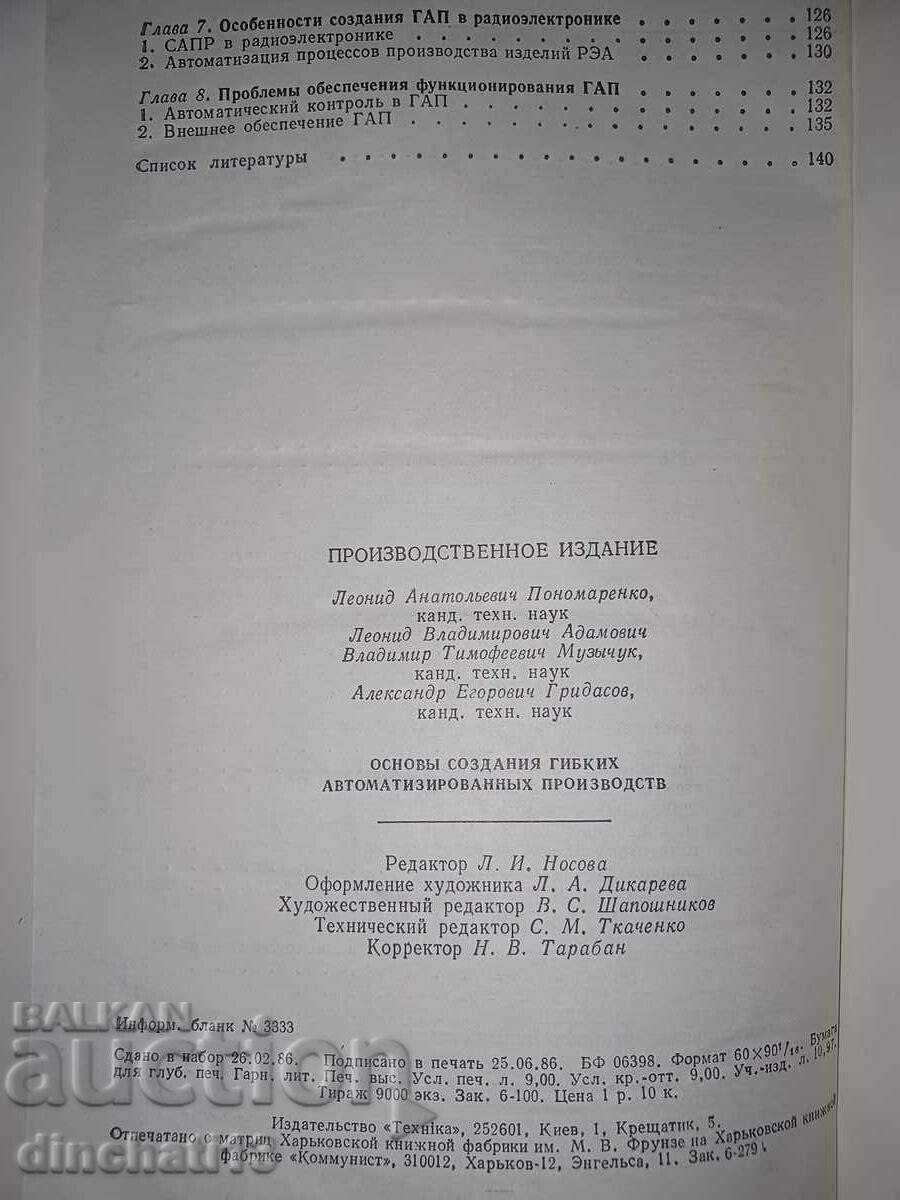 Глава 7. Особенности создания ГАП в радиоэлектронике . . . . . . 126
1. САПР в радиоэлектронике . . . . . . . . . . 126
2. Автоматизация процессов производства изделий РЭА . . . . . . 130
Глава 8. Проблемы обеспечения функционирования ГАП . . . . . . 132
1. Автоматический контроль в ГАП . . . . . . . . . . 132
2. Внешнее обеспечение ГАП . . . . . . . . . . . . 135
Список литературы . . . . . . . . . . . . . . . . 140
ПРОИЗВОДСТВЕННОЕ ИЗДАНИЕ
Леонид Анатольевич Пономаренко,
канд. техн. наук
Леонид Владимирович Адамович
Владимир Тимофеевич Музычук,
канд. техн. наук
Александр Егорович Гридасов,
канд. техн. наук
ОСНОВЫ СОЗДАНИЯ ГИБКИХ
АВТОМАТИЗИРОВАННЫХ ПРОИЗВОДСТВ
Редактор Л. И. Носова
Оформление художника Л. А. Дикарева
Художественный редактор В. С. Шапошников
Технический редактор С. М. Ткаченко
Корректор Н. В. Тарабан
Информ. бланк № 3333
Сдано в набор 26.02.86. Подписано в печать 25.06.86. БФ 06398. Формат 60×90 1/16. Бумага
для глуб. печ. Гарн. лит. Печ. выс. Усл. печ. л. 9,00. Усл. кр.-отт. 9,00. Уч.-изд. л. 10,97.
Тираж 9000 экз. Зак. 6-100. Цена 1 р. 10 к.
Издательство «Тэхніка», 252601, Киев, 1, Крещатик, 5.
Отпечатано с матриц Харьковской книжной фабрики им. М. В. Фрунзе на Харьковской книжной
фабрике «Коммунист», 310012, Харьков-12, Энгельса, 11. Зак. 6-279
BALKAN
auction
dinchati76